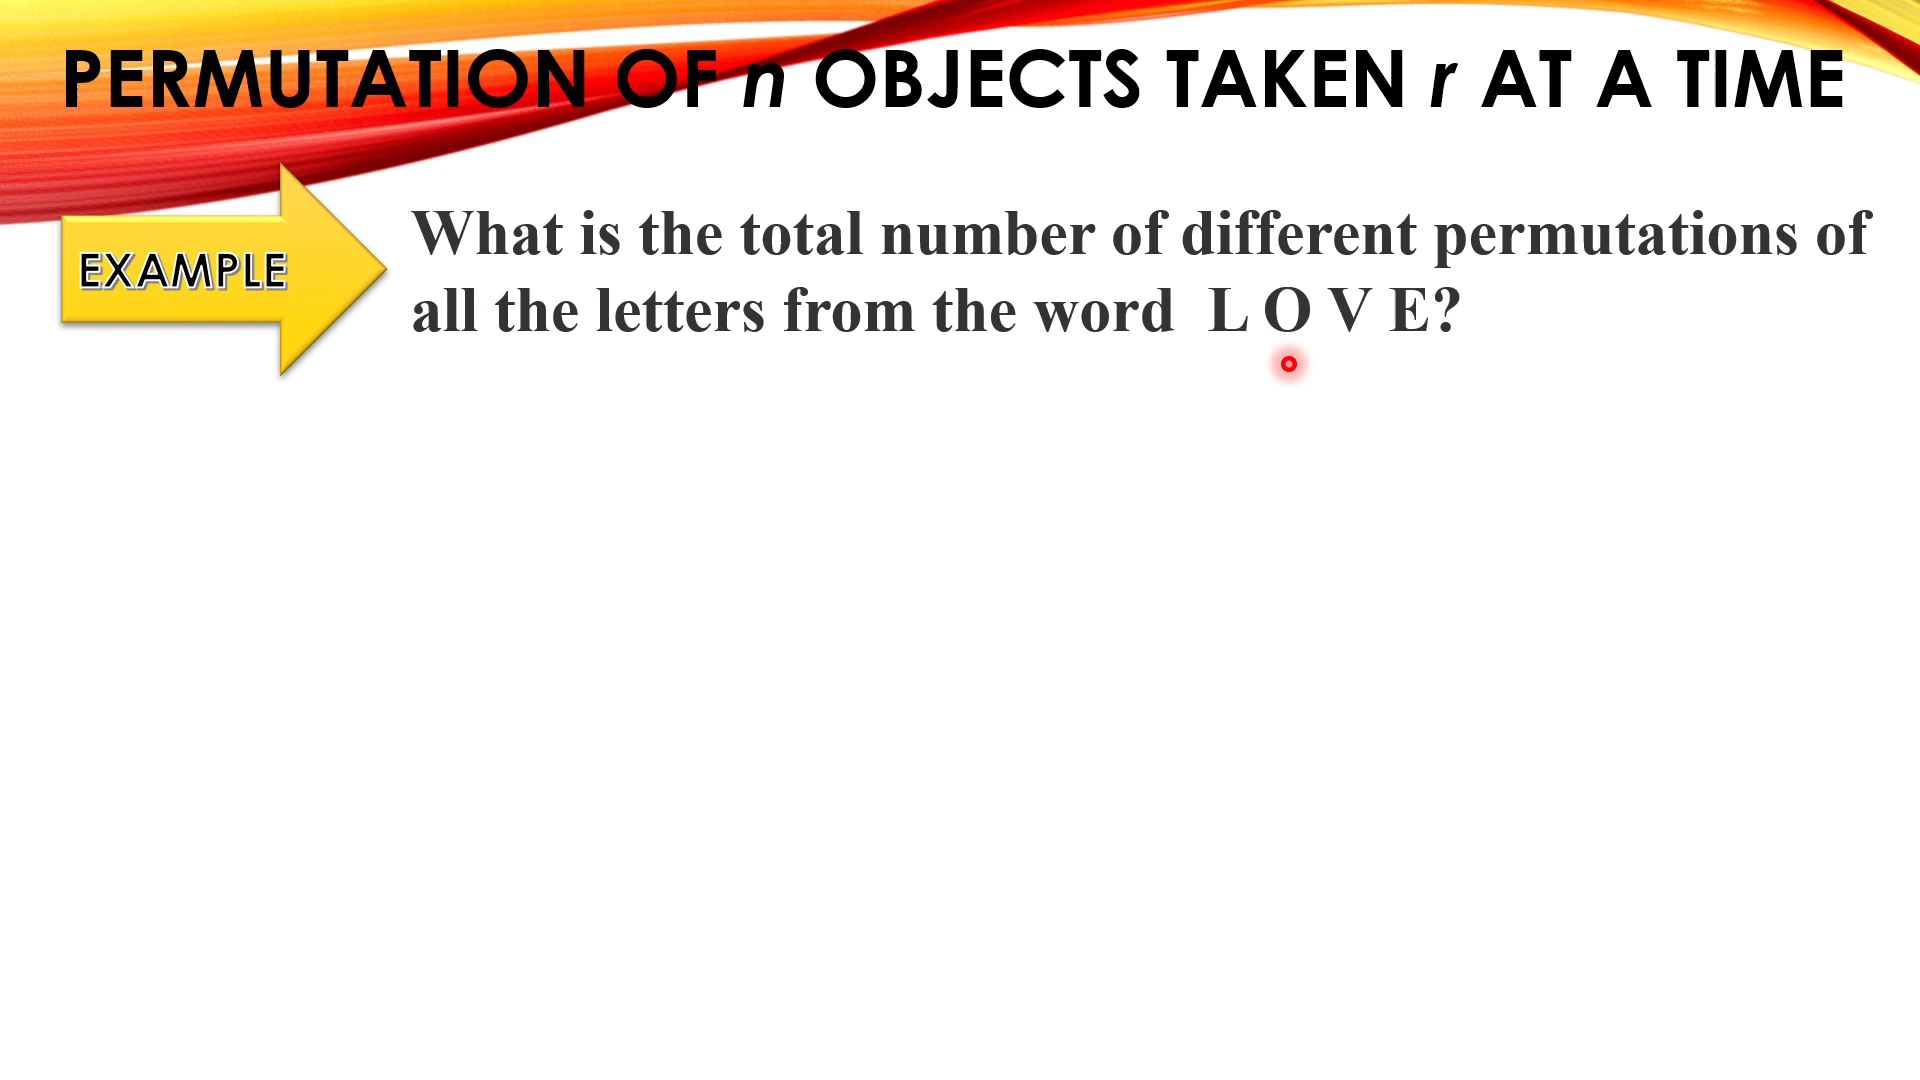 PERMUTATION OF n OBJECTS TAKEN r AT A TIME
EXAMPLE
What is the total number of different permutations of
all the letters from the word L O V E?